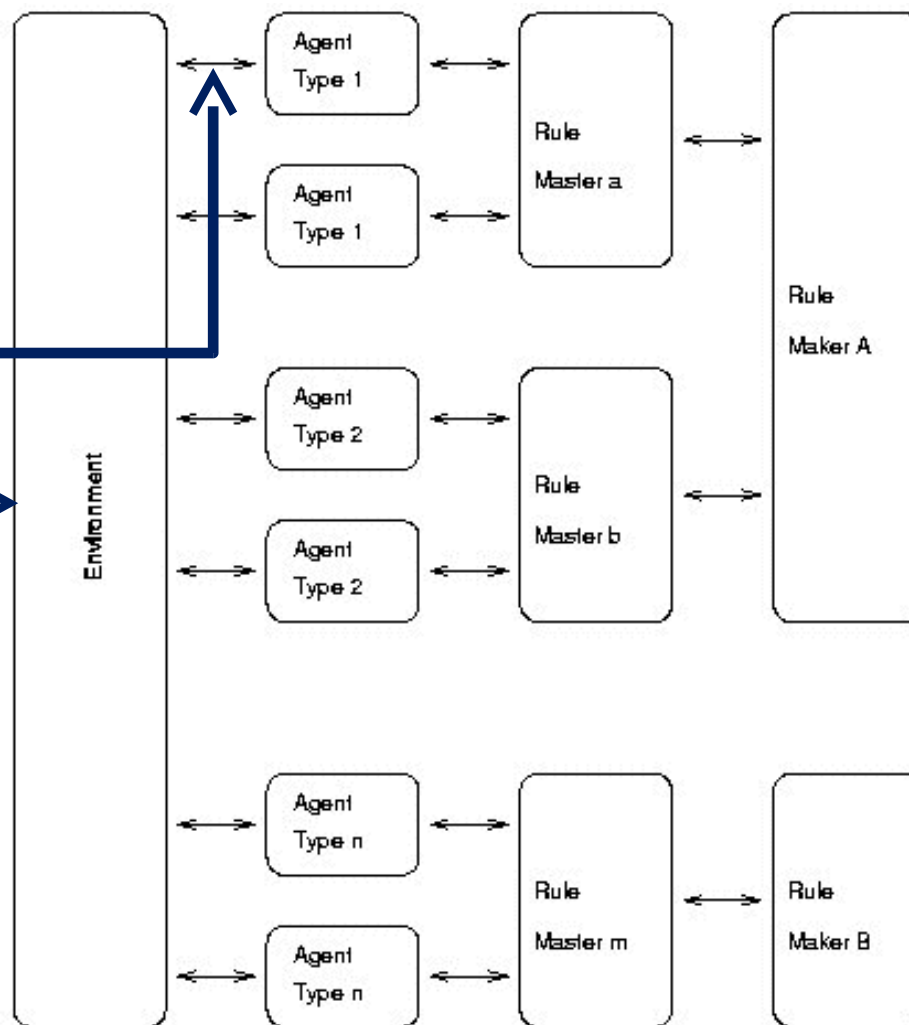 Environment
Agent
Type 1
Agent
Type 1
Agent
Type 2
Agent
Type 2
Agent
Type n
Agent
Type n
Rule
Master a
Rule
Master b
Rule
Master m
Rule
Maker A
Rule
Maker B